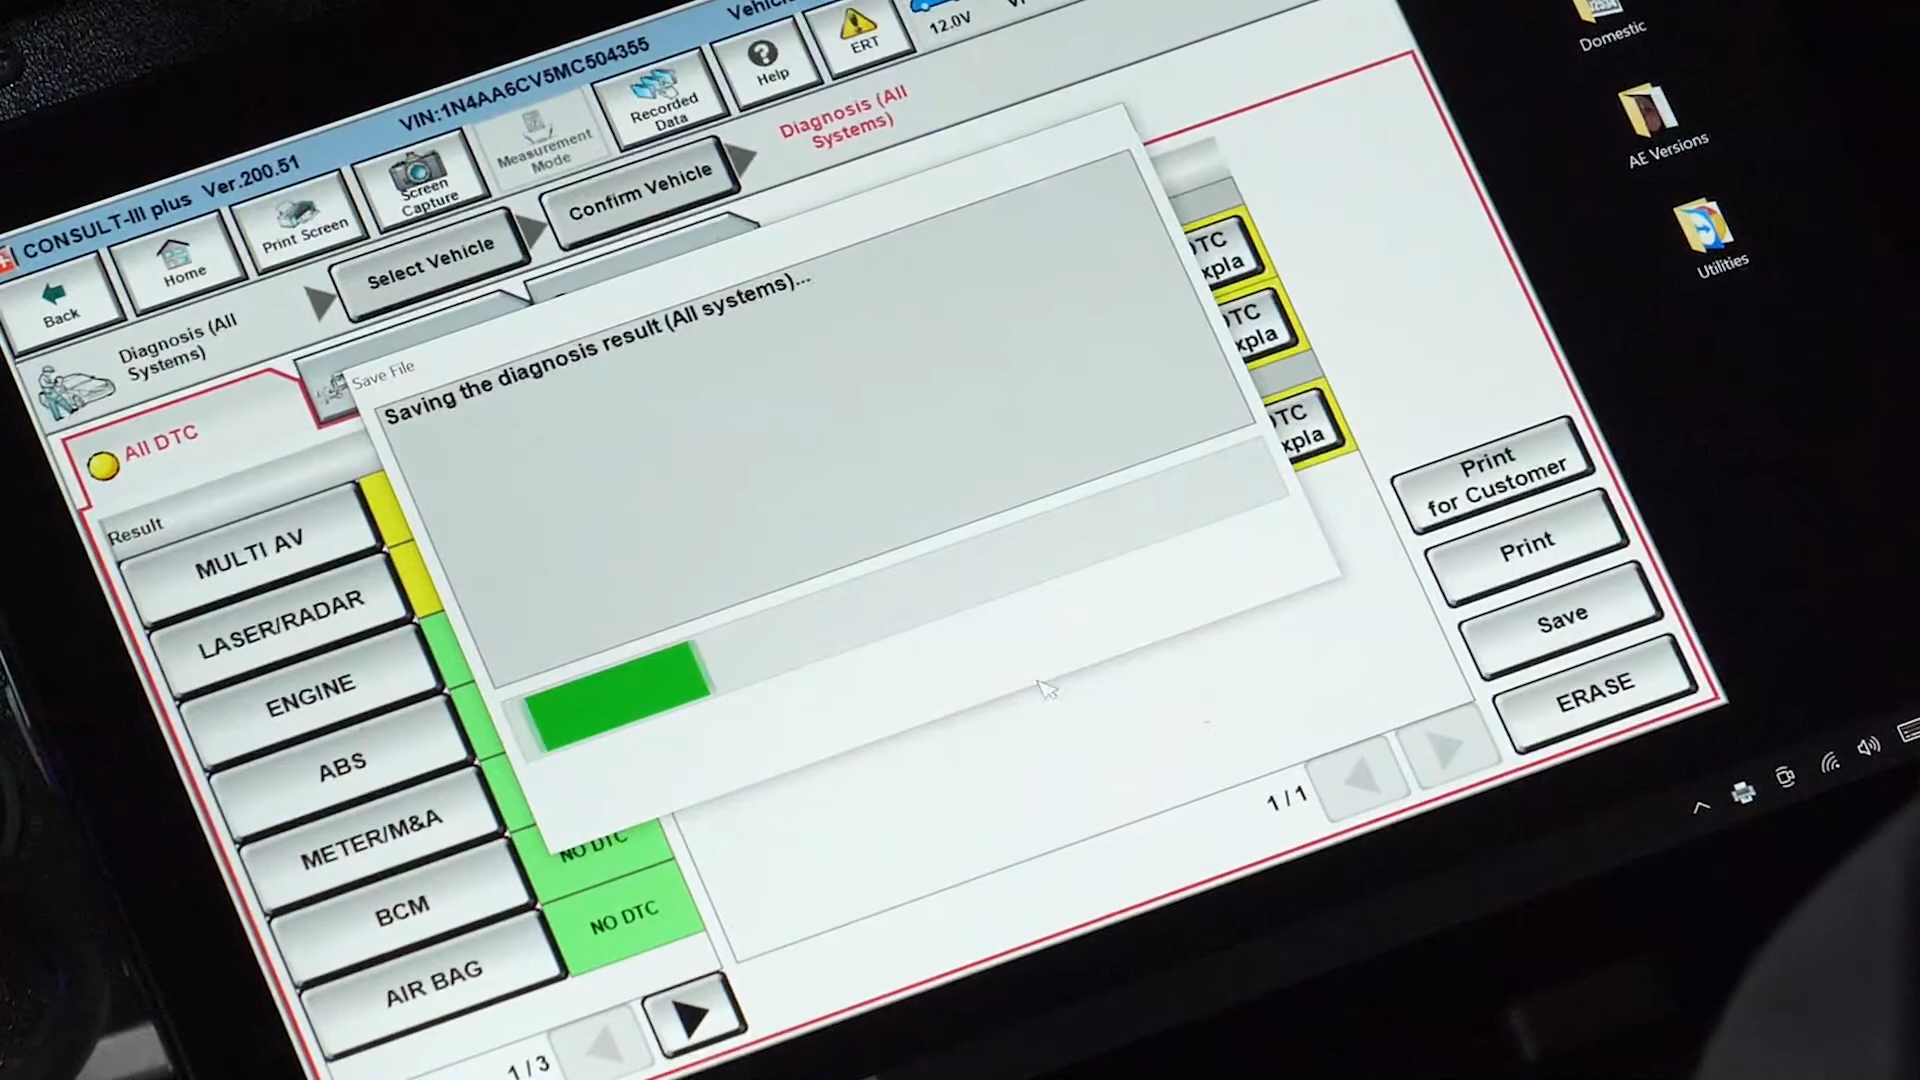 CONSULT-III plus Ver.200.51
VIN:1N4AA6CV5MC504355
12.0V
Back
Home
Print Screen
Screen
Capture
Measurement
Mode
Recorded
Data
Help
ERT
Diagnosis (All
Systems)
Select Vehicle
Confirm Vehicle
Diagnosis (All
Systems)
All DTC
Save File
Saving the diagnosis result (All systems)...
Result
MULTI AV
LASER/RADAR
ENGINE
ABS
METER/M&A
BCM
AIR BAG
NO DTC
NO DTC
1/3
1/1
Print
for Customer
Print
Save
ERASE
Domestic
AE Versions
Utilities